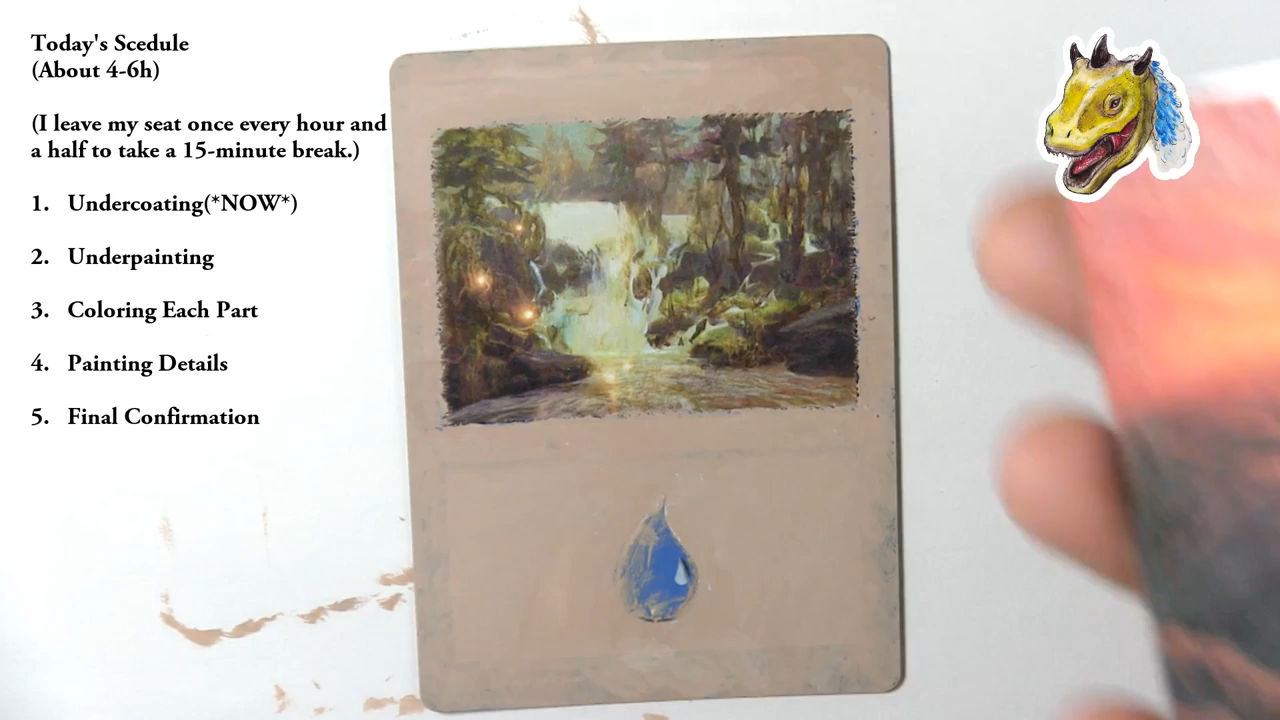 Today's Scedule
(About 4-6h)
(I leave my seat once every hour and
a half to take a 15-minute break.)
1. Undercoating(*NOW*)
2. Underpainting
3. Coloring Each Part
4. Painting Details
5. Final Confirmation